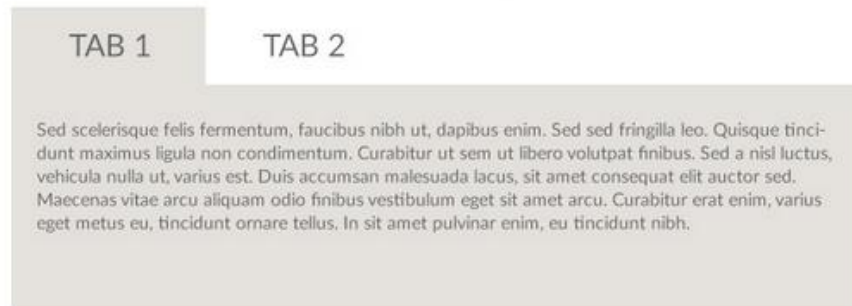 TAB 1 TAB 2
Sed scelerisque felis fermentum, faucibus nibh ut, dapibus enim. Sed sed fringilla leo. Quisque tinci-
dunt maximus ligula non condimentum. Curabitur ut sem ut libero volutpat finibus. Sed a nisl luctus,
vehicula nulla ut, varius est. Duis accumsan malesuada lacus, sit amet consequat elit auctor sed.
Maecenas vitae arcu aliquam odio finibus vestibulum eget sit amet arcu. Curabitur erat enim, varius
eget metus eu, tincidunt ornare tellus. In sit amet pulvinar enim, eu tincidunt nibh.